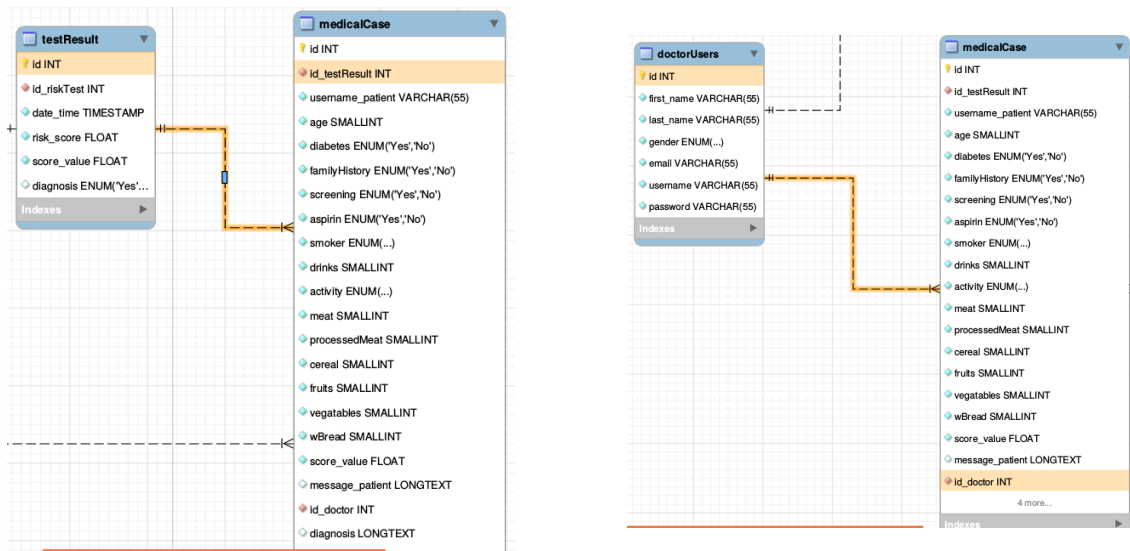 testResult
id INT
id_riskTest INT
date_time TIMESTAMP
risk_score FLOAT
score_value FLOAT
diagnosis ENUM('Yes'...
Indexes
medicalCase
id INT
id_testResult INT
username_patient VARCHAR(55)
age SMALLINT
diabetes ENUM('Yes','No')
familyHistory ENUM('Yes','No')
screening ENUM('Yes','No')
aspirin ENUM('Yes','No')
smoker ENUM(...)
drinks SMALLINT
activity ENUM(...)
meat SMALLINT
processedMeat SMALLINT
cereal SMALLINT
fruits SMALLINT
vegatables SMALLINT
wBread SMALLINT
score_value FLOAT
message_patient LONGTEXT
id_doctor INT
diagnosis LONGTEXT
doctorUsers
id INT
first_name VARCHAR(55)
last_name VARCHAR(55)
gender ENUM(...)
email VARCHAR(55)
username VARCHAR(55)
password VARCHAR(55)
Indexes
medicalCase
id INT
id_testResult INT
username_patient VARCHAR(55)
age SMALLINT
diabetes ENUM('Yes','No')
familyHistory ENUM('Yes','No')
screening ENUM('Yes','No')
aspirin ENUM('Yes','No')
smoker ENUM(...)
drinks SMALLINT
activity ENUM(...)
meat SMALLINT
processedMeat SMALLINT
cereal SMALLINT
fruits SMALLINT
vegatables SMALLINT
wBread SMALLINT
score_value FLOAT
message_patient LONGTEXT
id_doctor INT
4 more...
Indexes